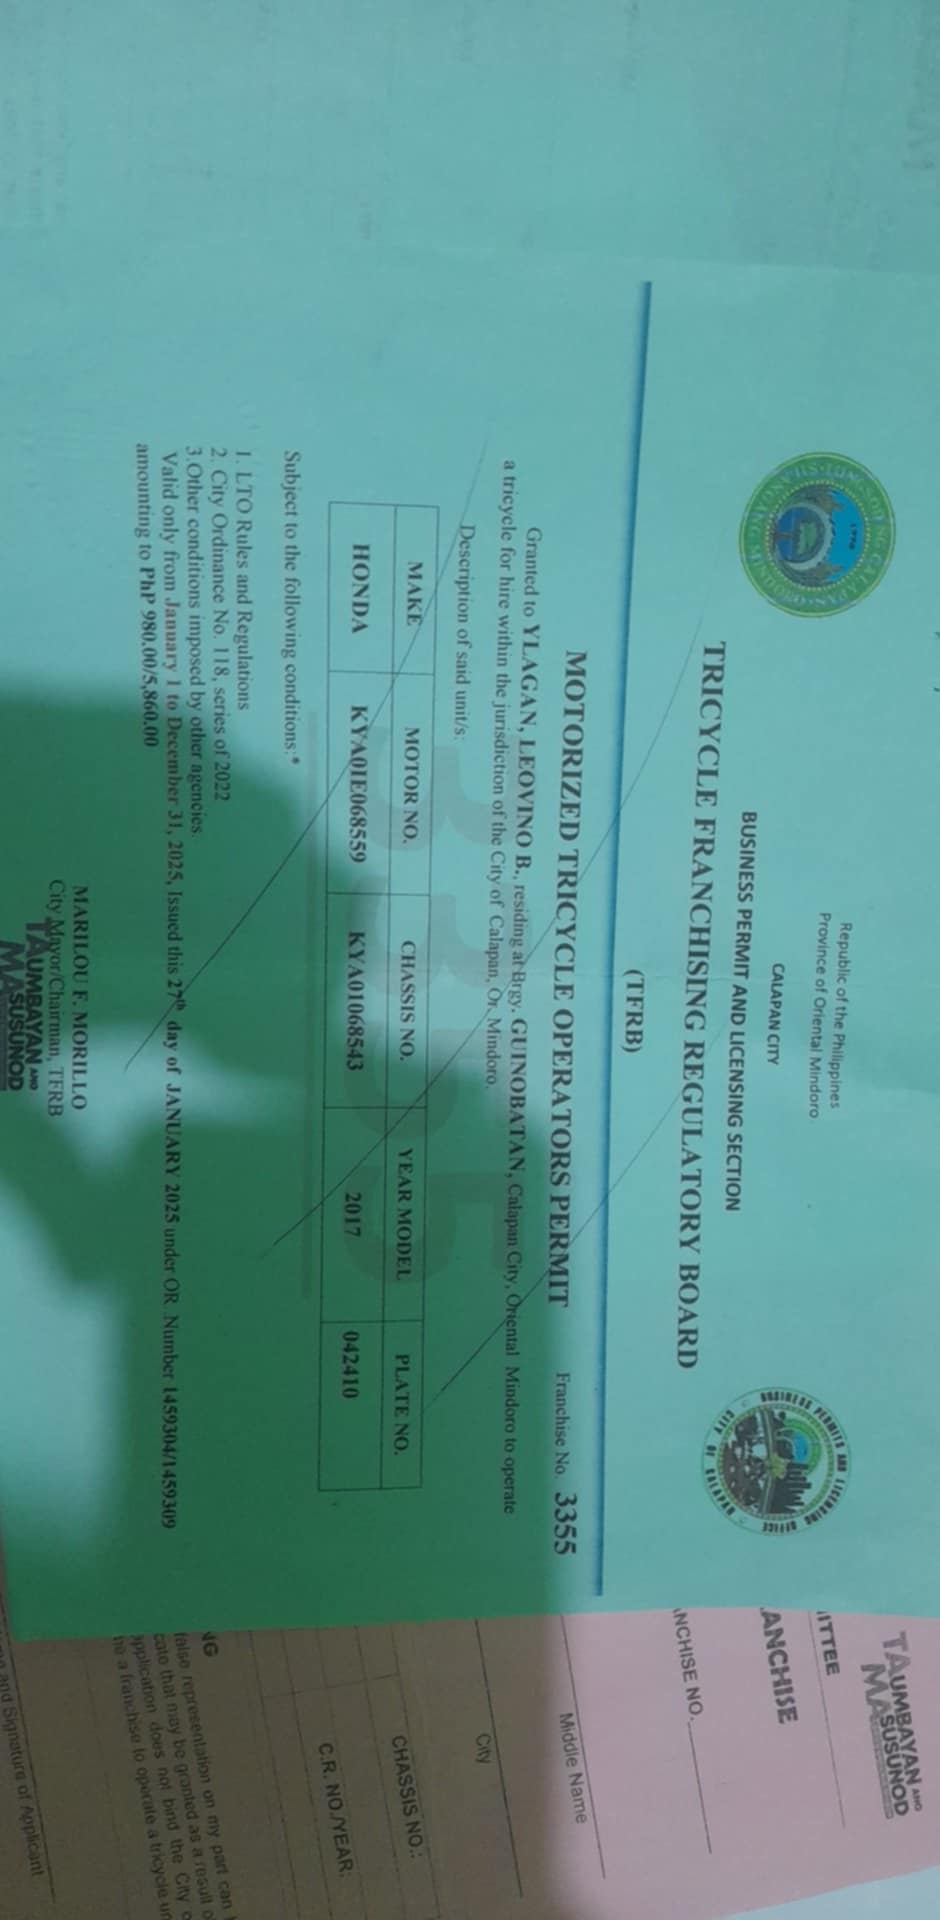 Republic of the Philippines
Province of Oriental Mindoro
CALAPAN CITY
BUSINESS PERMIT AND LICENSING SECTION
TRICYCLE FRANCHISING REGULATORY BOARD
(TFRB)
MOTORIZED TRICYCLE OPERATORS PERMIT Franchise No. 3355
Granted to YLAGAN, LEOVINO B., residing at Brgy. GUINOBATAN, Calapan City, Oriental Mindoro to operate
a tricycle for hire within the jurisdiction of the City of Calapan, Or. Mindoro.
Description of said unit/s:
MAKE MOTOR NO. CHASSIS NO. YEAR MODEL PLATE NO.
HONDA KYA0IE068559 KYA01068543 2017 042410
3355
Subject to the following conditions:*
1. LTO Rules and Regulations
2. City Ordinance No. 118, series of 2022
3.Other conditions imposed by other agencies.
Valid only from January 1 to December 31, 2025, Issued this 27th day of JANUARY 2025 under OR .Number 1459304/1459309
amounting to PhP 980.00/5,860.00
MARILOU F. MORILLO
City Mayor/Chairman, TFRB
TAUMBAYAN ANG
MASUSUNOD
TAUMBAYAN ANG
MASUSUNOD
ITTEE
ANCHISE
NCHISE NO.
Middle Name
City
CHASSIS NO.:
C.R. NO./YEAR:
NG
false representation on my part can
cate that may be granted as a result
application does not bind the City
me a franchise to operate a tricycle
and Signature of Applicant